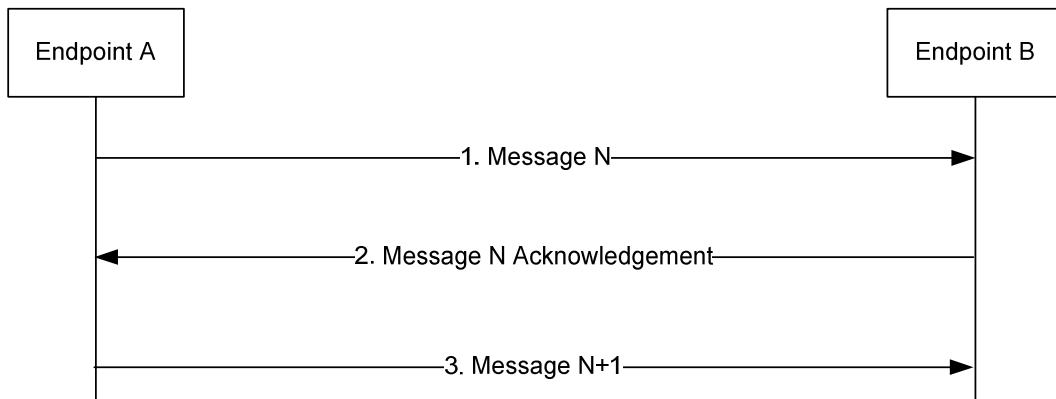 Endpoint A
Endpoint B
1. Message N
2. Message N Acknowledgement
3. Message N+1